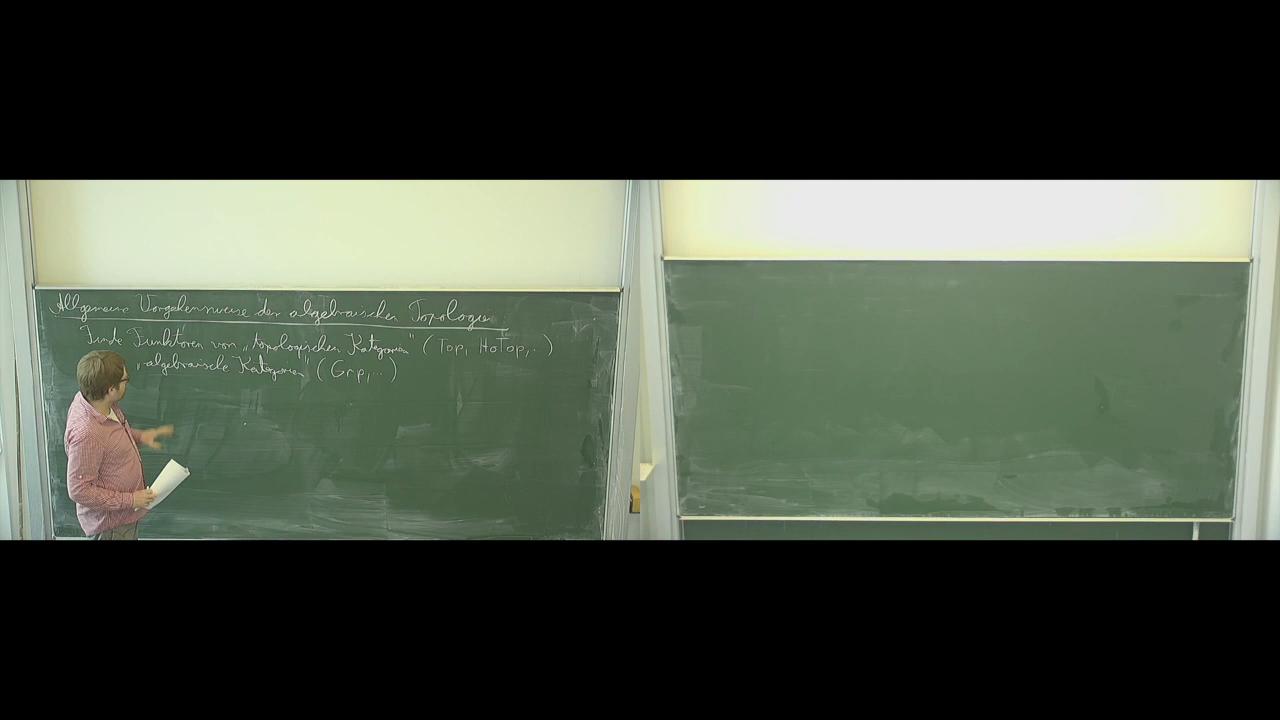 Allgemeine Vorgehensweise der algebraischen Topologie
Finde Funktoren von „topologischen Kategorien" (Top, HoTop, ..)
„algebraische Kategorien" (Grp, ...)